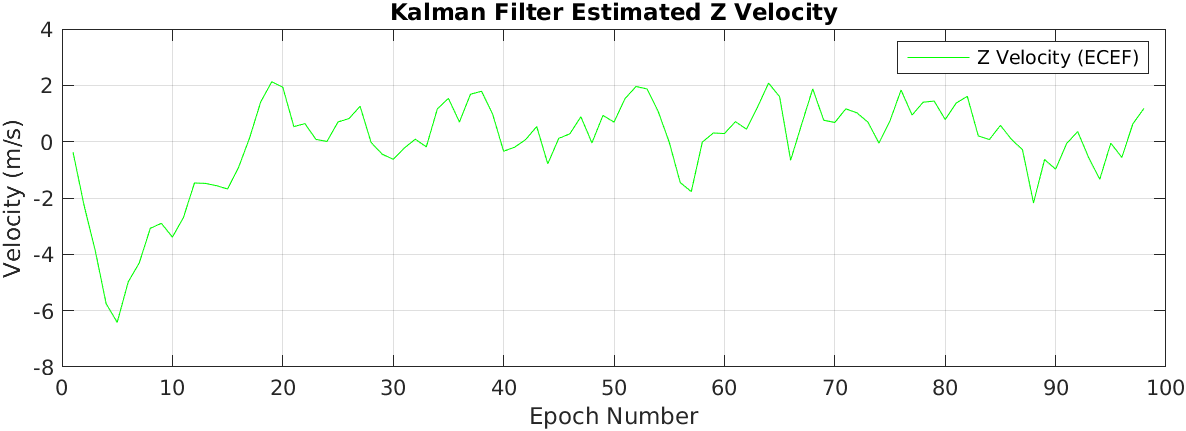 Kalman Filter Estimated Z Velocity
Z Velocity (ECEF)
Velocity (m/s)
4
2
0
-2
-4
-6
-8
0 10 20 30 40 50 60 70 80 90 100
Epoch Number